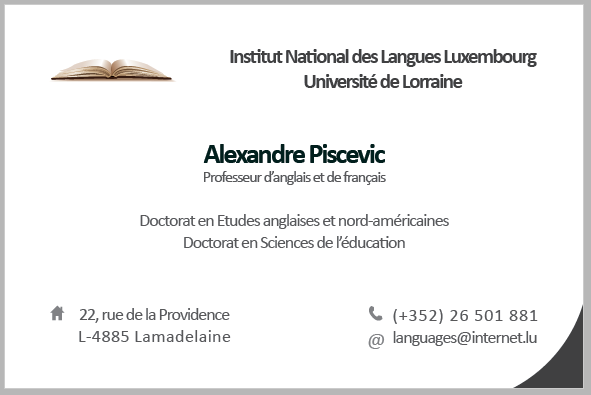 Institut National des Langues Luxembourg
Université de Lorraine
Alexandre Piscevic
Professeur d'anglais et de français
Doctorat en Etudes anglaises et nord-américaines
Doctorat en Sciences de l'éducation
22, rue de la Providence
L-4885 Lamadelaine
(+352) 26 501 881
@ languages@internet.lu